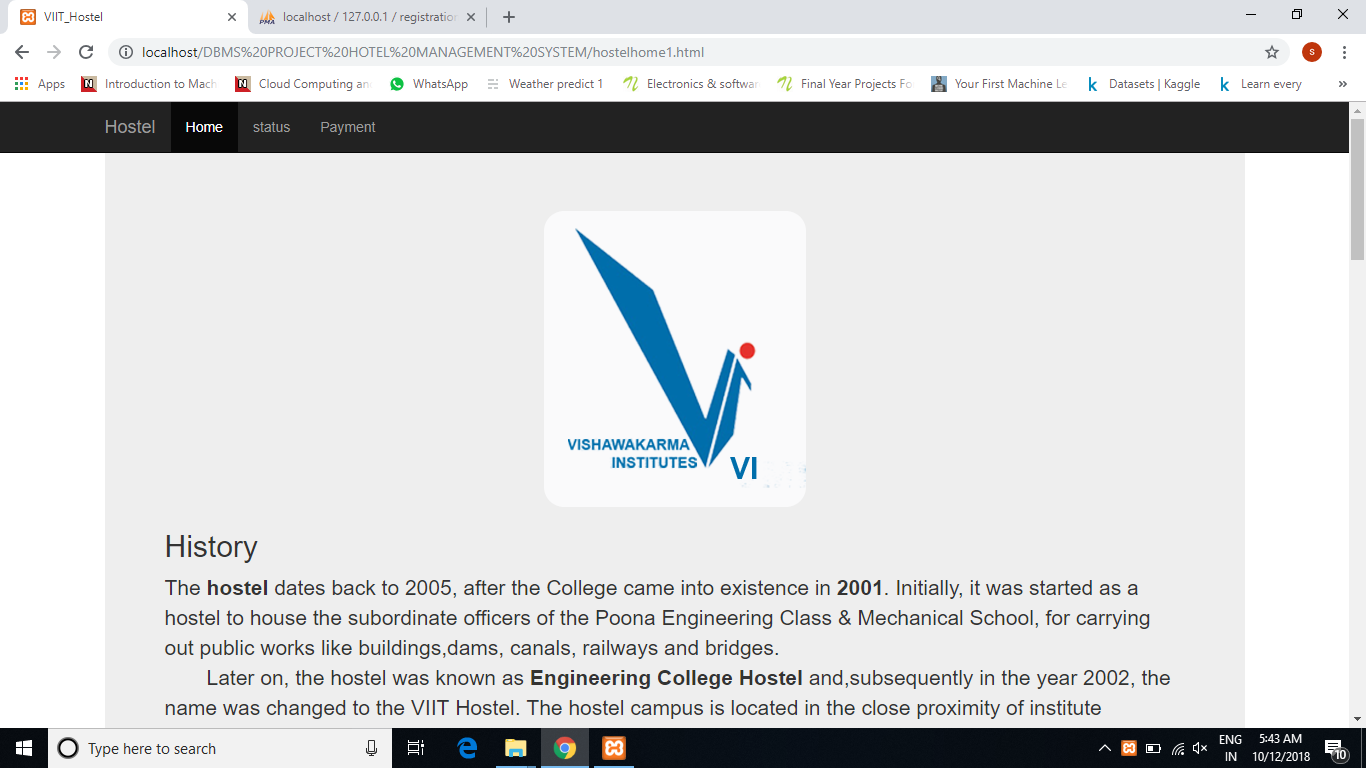 VIIT_Hostel
localhost / 127.0.0.1 / registration
localhost/DBMS%20PROJECT%20HOTEL%20MANAGEMENT%20SYSTEM/hostelhome1.html
s
Apps Introduction to Mach Cloud Computing an WhatsApp Weather predict 1 Electronics & softwar Final Year Projects Fo Your First Machine Le Datasets | Kaggle Learn every »
Hostel Home status Payment
VISHAWAKARMA
INSTITUTES
VI
History
The hostel dates back to 2005, after the College came into existence in 2001. Initially, it was started as a
hostel to house the subordinate officers of the Poona Engineering Class & Mechanical School, for carrying
out public works like buildings,dams, canals, railways and bridges.
Later on, the hostel was known as Engineering College Hostel and,subsequently in the year 2002, the
name was changed to the VIIT Hostel. The hostel campus is located in the close proximity of institute
Type here to search
ENG
IN
5:43 AM
10/12/2018
10